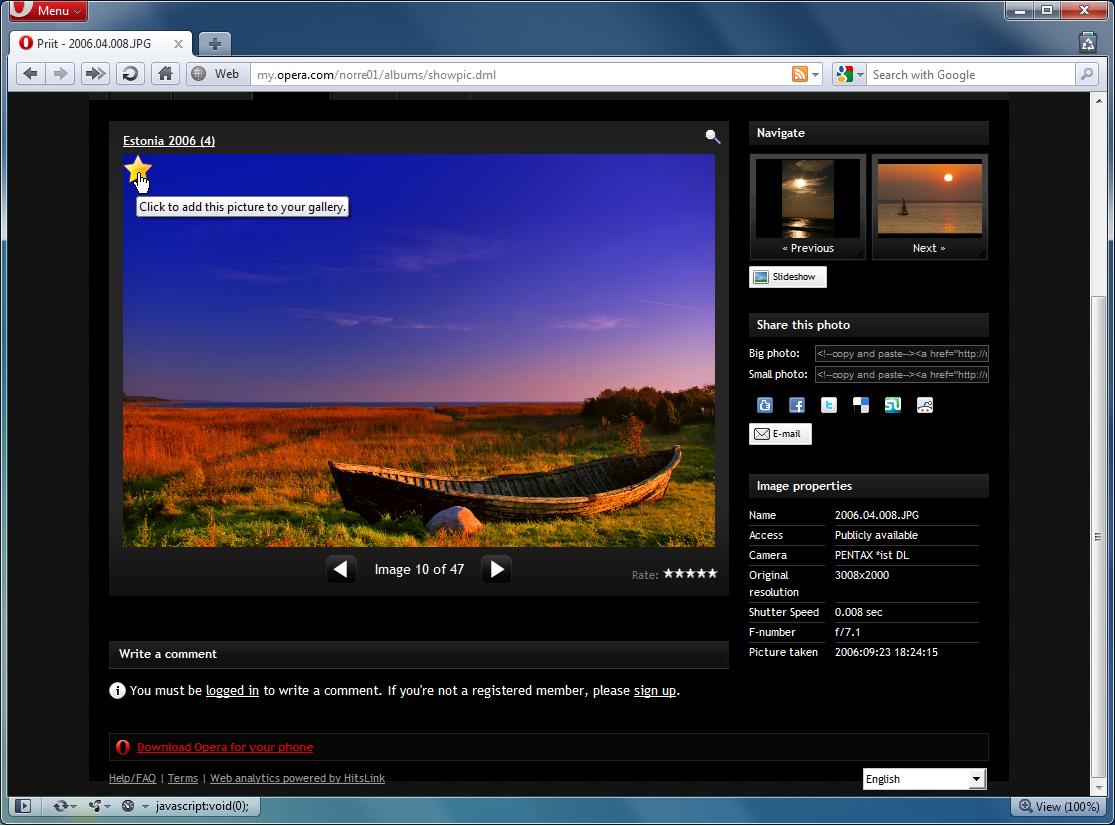 Menu
Priit - 2006.04.008.JPG
Web
my.opera.com/norre01/albums/showpic.dml
Search with Google
Estonia 2006 (4)
Click to add this picture to your gallery.
Image 10 of 47
Rate:
Navigate
« Previous
Next »
Slideshow
Share this photo
Big photo: <!--copy and paste--><a href="http://
Small photo: <!--copy and paste--><a href="http://
E-mail
Image properties
Name 2006.04.008.JPG
Access Publicly available
Camera PENTAX *ist DL
Original resolution 3008x2000
Shutter Speed 0.008 sec
F-number f/7.1
Picture taken 2006:09:23 18:24:15
Write a comment
You must be logged in to write a comment. If you're not a registered member, please sign up.
Download Opera for your phone
Help/FAQ | Terms | Web analytics powered by HitsLink
English
javascript:void(0);
View (100%)